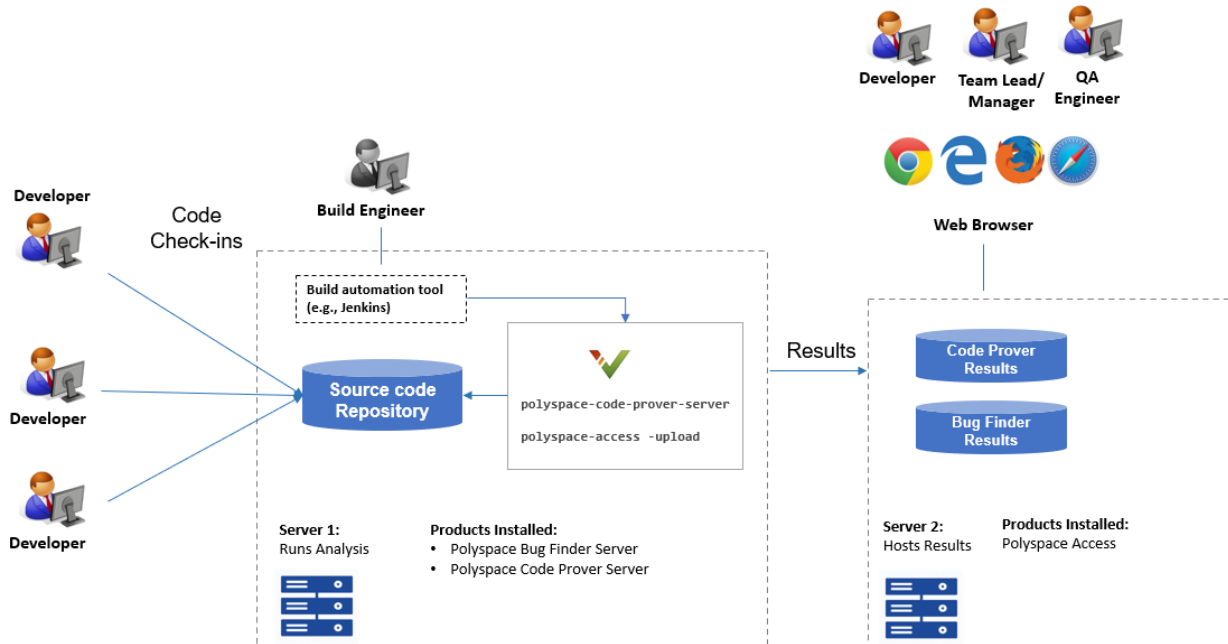 Developer
Team Lead/
Manager
QA
Engineer
Developer
Code
Check-ins
Build Engineer
Web Browser
Build automation tool
(e.g., Jenkins)
Results
Code Prover
Results
Source code
Repository
polyspace-code-prover-server
polyspace-access -upload
Developer
Bug Finder
Results
Developer
Server 1:
Runs Analysis
Products Installed:
• Polyspace Bug Finder Server
• Polyspace Code Prover Server
Server 2:
Hosts Results
Products Installed:
Polyspace Access